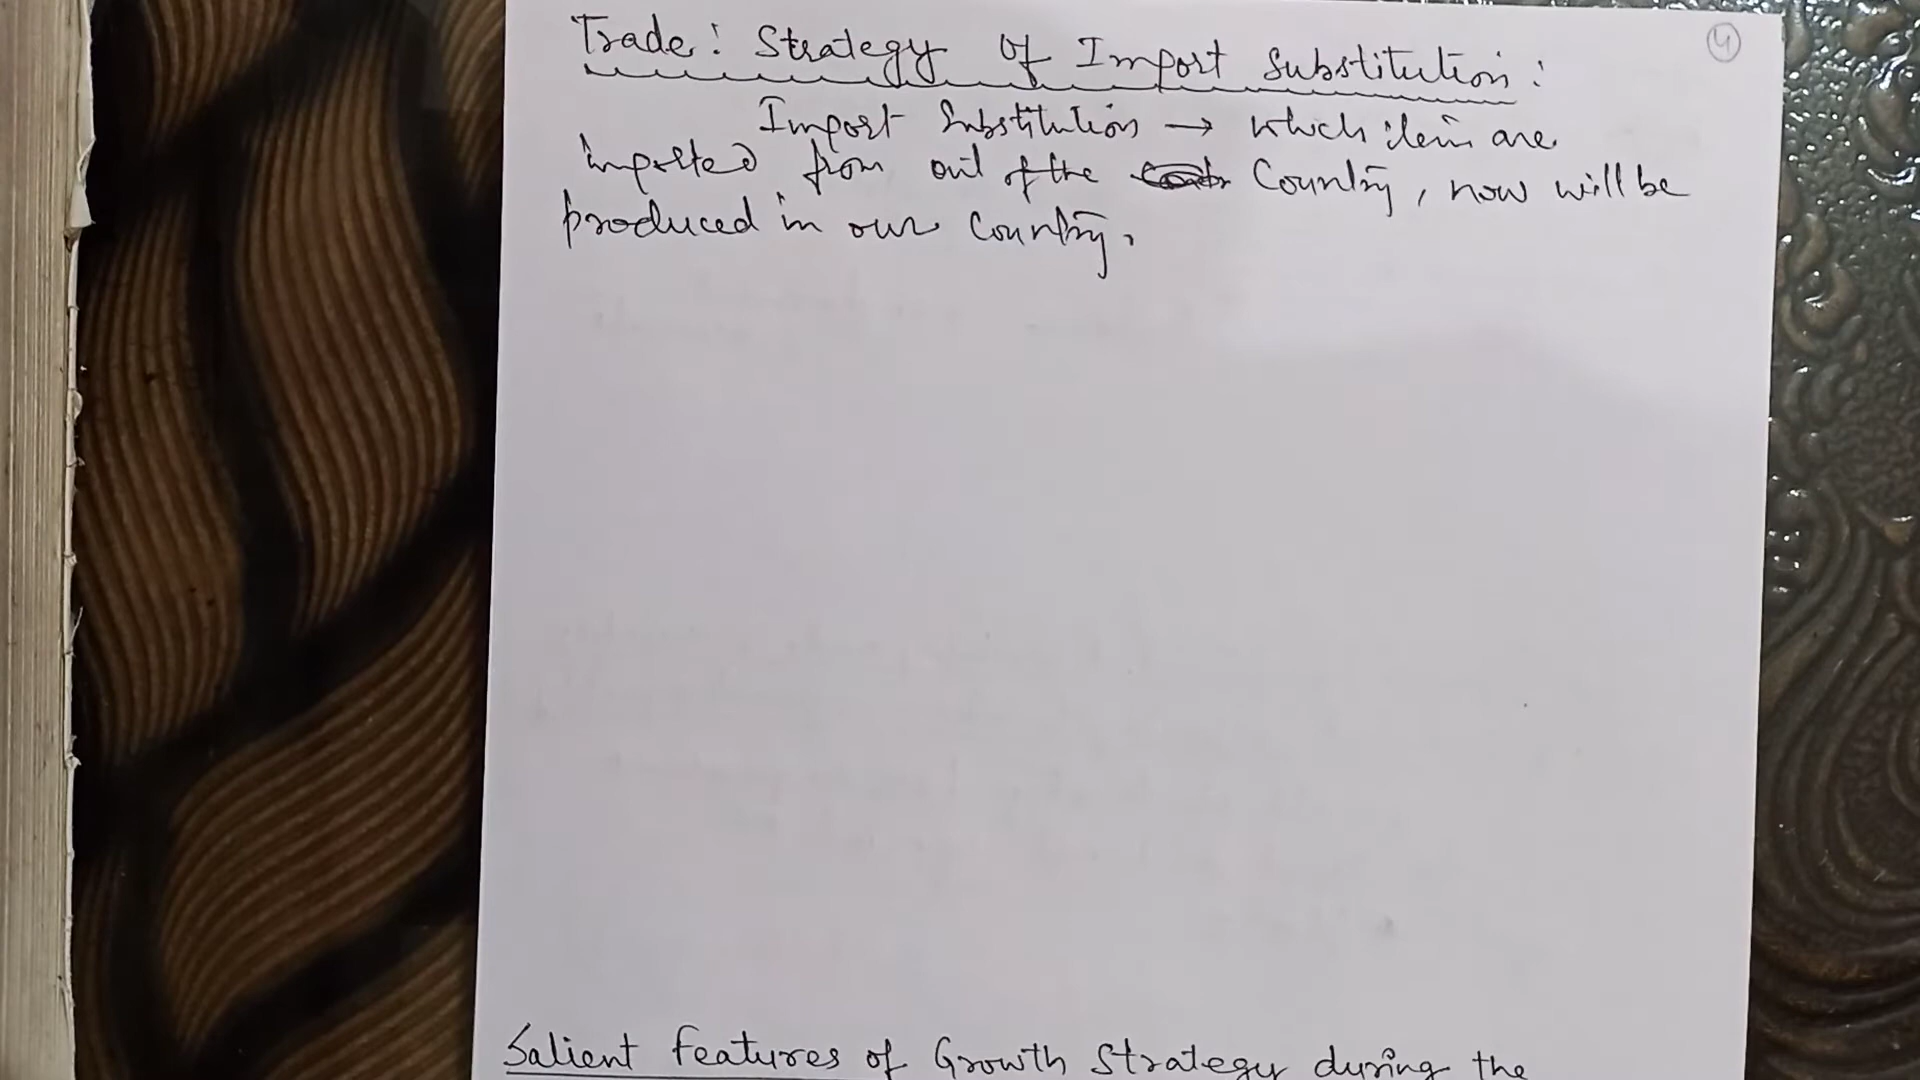 Trade: Strategy of Import Substitution:
4
Import Substitution → which item are
imported from out of the Country, now will be
produced in our Country.
Salient features of Growth Strategy during the